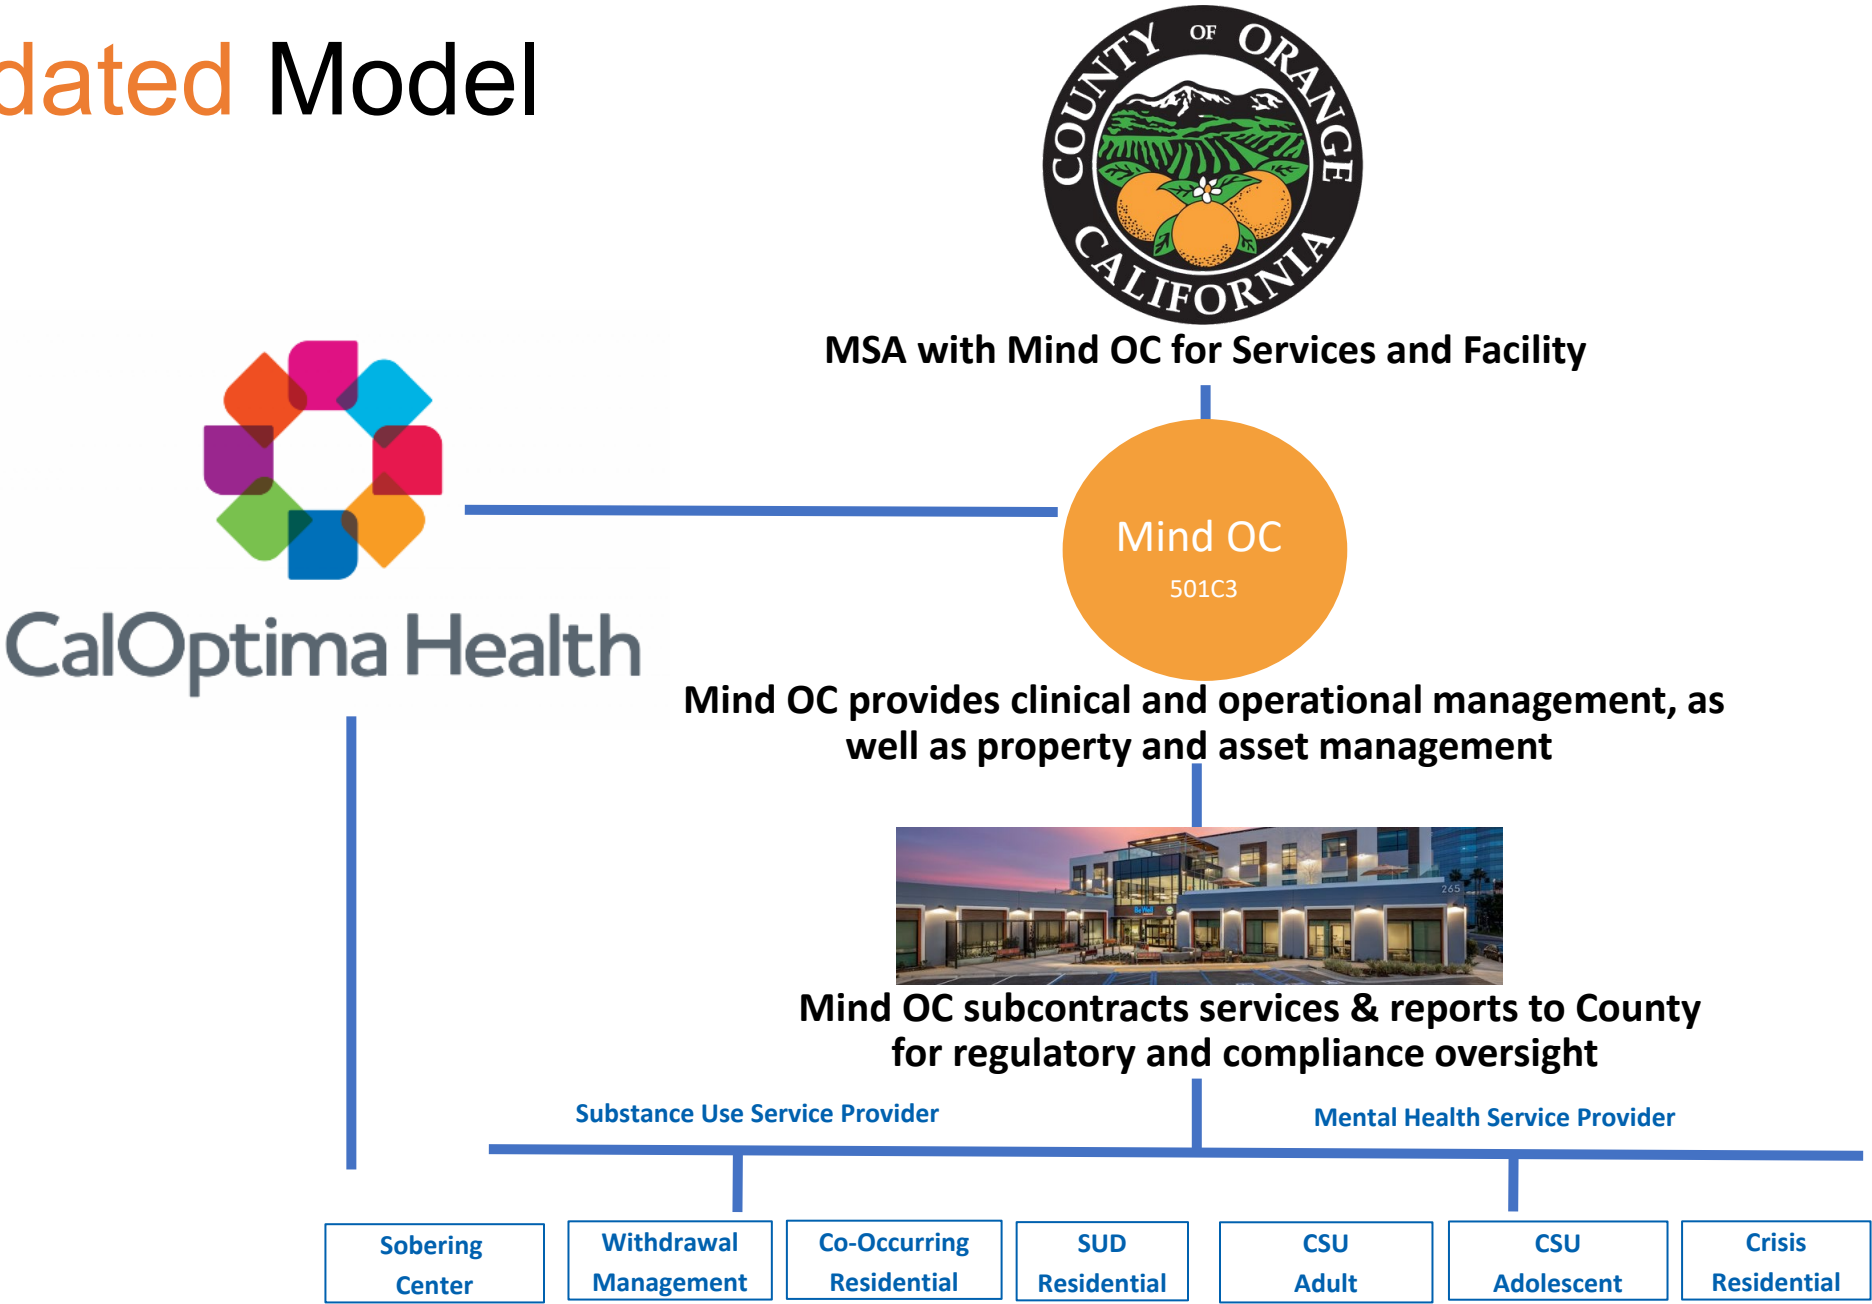 dated Model
COUNTY OF ORANGE
CALIFORNIA
MSA with Mind OC for Services and Facility
CalOptima Health
Mind OC
501C3
Mind OC provides clinical and operational management, as
well as property and asset management
Be Well
265
Mind OC subcontracts services & reports to County
for regulatory and compliance oversight
Substance Use Service Provider
Mental Health Service Provider
Sobering
Center
Withdrawal
Management
Co-Occurring
Residential
SUD
Residential
CSU
Adult
CSU
Adolescent
Crisis
Residential